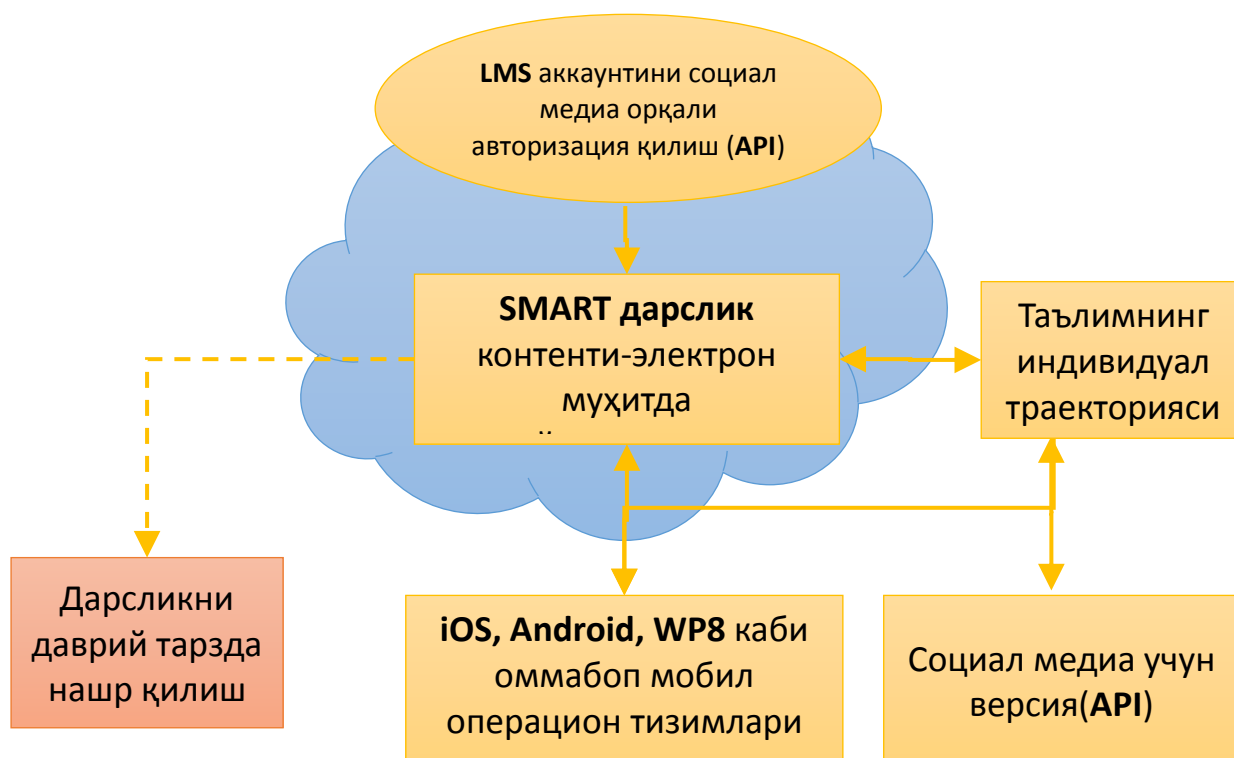 LMS аккаунтини социал
медиа орқали
авторизация қилиш (API)
SMART дарслик
контенти-электрон
муҳитда
Таълимнинг
индивидуал
траекторияси
Дарсликни
даврий тарзда
нашр қилиш
iOS, Android, WP8 каби
оммабоп мобил
операцион тизимлари
Социал медиа учун
версия(API)